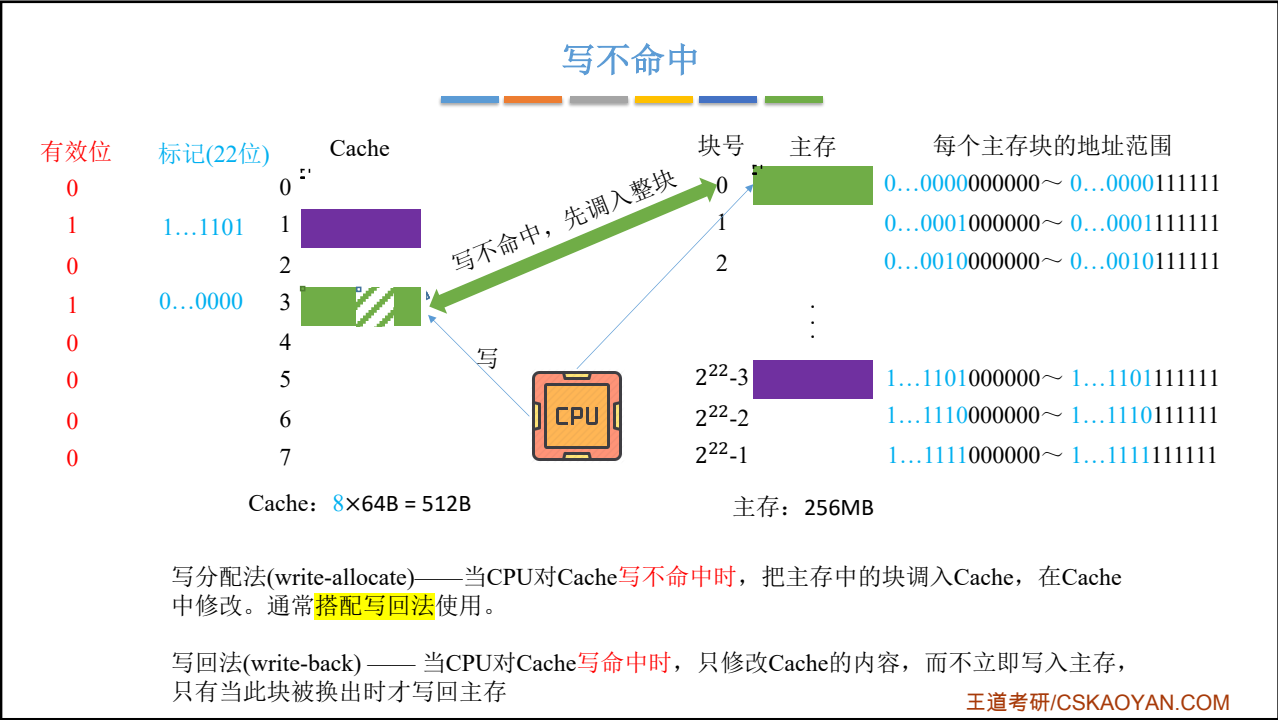 写不命中
有效位 标记(22位) Cache 块号 主存 每个主存块的地址范围
0 0 0 0…0000000000～ 0…0000111111
1 1…1101 1 1 0…0001000000～ 0…0001111111
0 2 2 0…0010000000～ 0…0010111111
写不命中，先调入整块
1 0…0000 3
0 4
写
0 5 2²²-3 1…1101000000～ 1…1101111111
CPU
0 6 2²²-2 1…1110000000～ 1…1110111111
0 7 2²²-1 1…1111000000～ 1…1111111111
Cache：8×64B = 512B 主存：256MB
写分配法(write-allocate)——当CPU对Cache写不命中时，把主存中的块调入Cache，在Cache
中修改。通常搭配写回法使用。
写回法(write-back) —— 当CPU对Cache写命中时，只修改Cache的内容，而不立即写入主存，
只有当此块被换出时才写回主存
王道考研/CSKAOYAN.COM